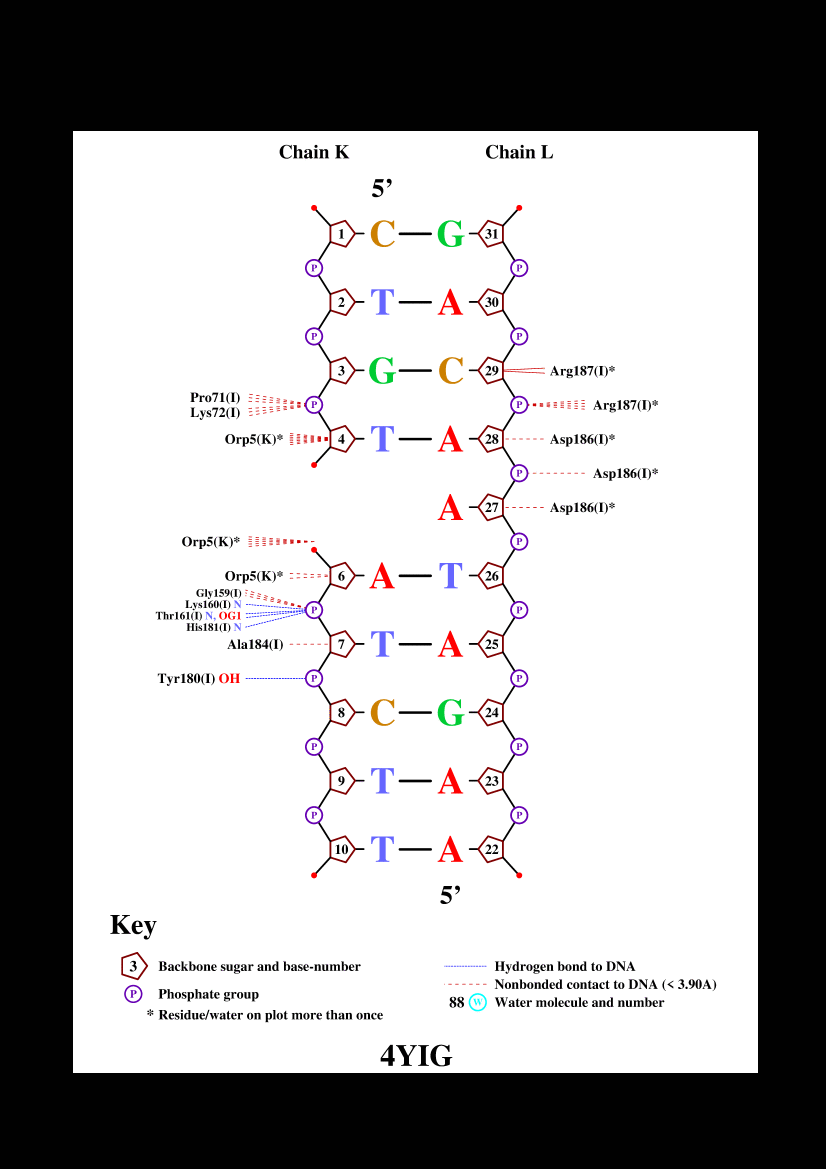 Chain K Chain L
5’
1 C G 31
P P
2 T A 30
P P
3 G C 29 Arg187(I)*
Pro71(I) P P Arg187(I)*
Lys72(I)
Orp5(K)* 4 T A 28 Asp186(I)*
P Asp186(I)*
A 27 Asp186(I)*
Orp5(K)* P
Orp5(K)* 6 A T 26
Gly159(I)
Lys160(I) N P P
Thr161(I) N, OG1
His181(I) N
Ala184(I) 7 T A 25
Tyr180(I) OH P P
8 C G 24
P P
9 T A 23
P P
10 T A 22
5’
Key
3 Backbone sugar and base-number
P Phosphate group
* Residue/water on plot more than once
Hydrogen bond to DNA
Nonbonded contact to DNA (< 3.90A)
88 W Water molecule and number
4YIG